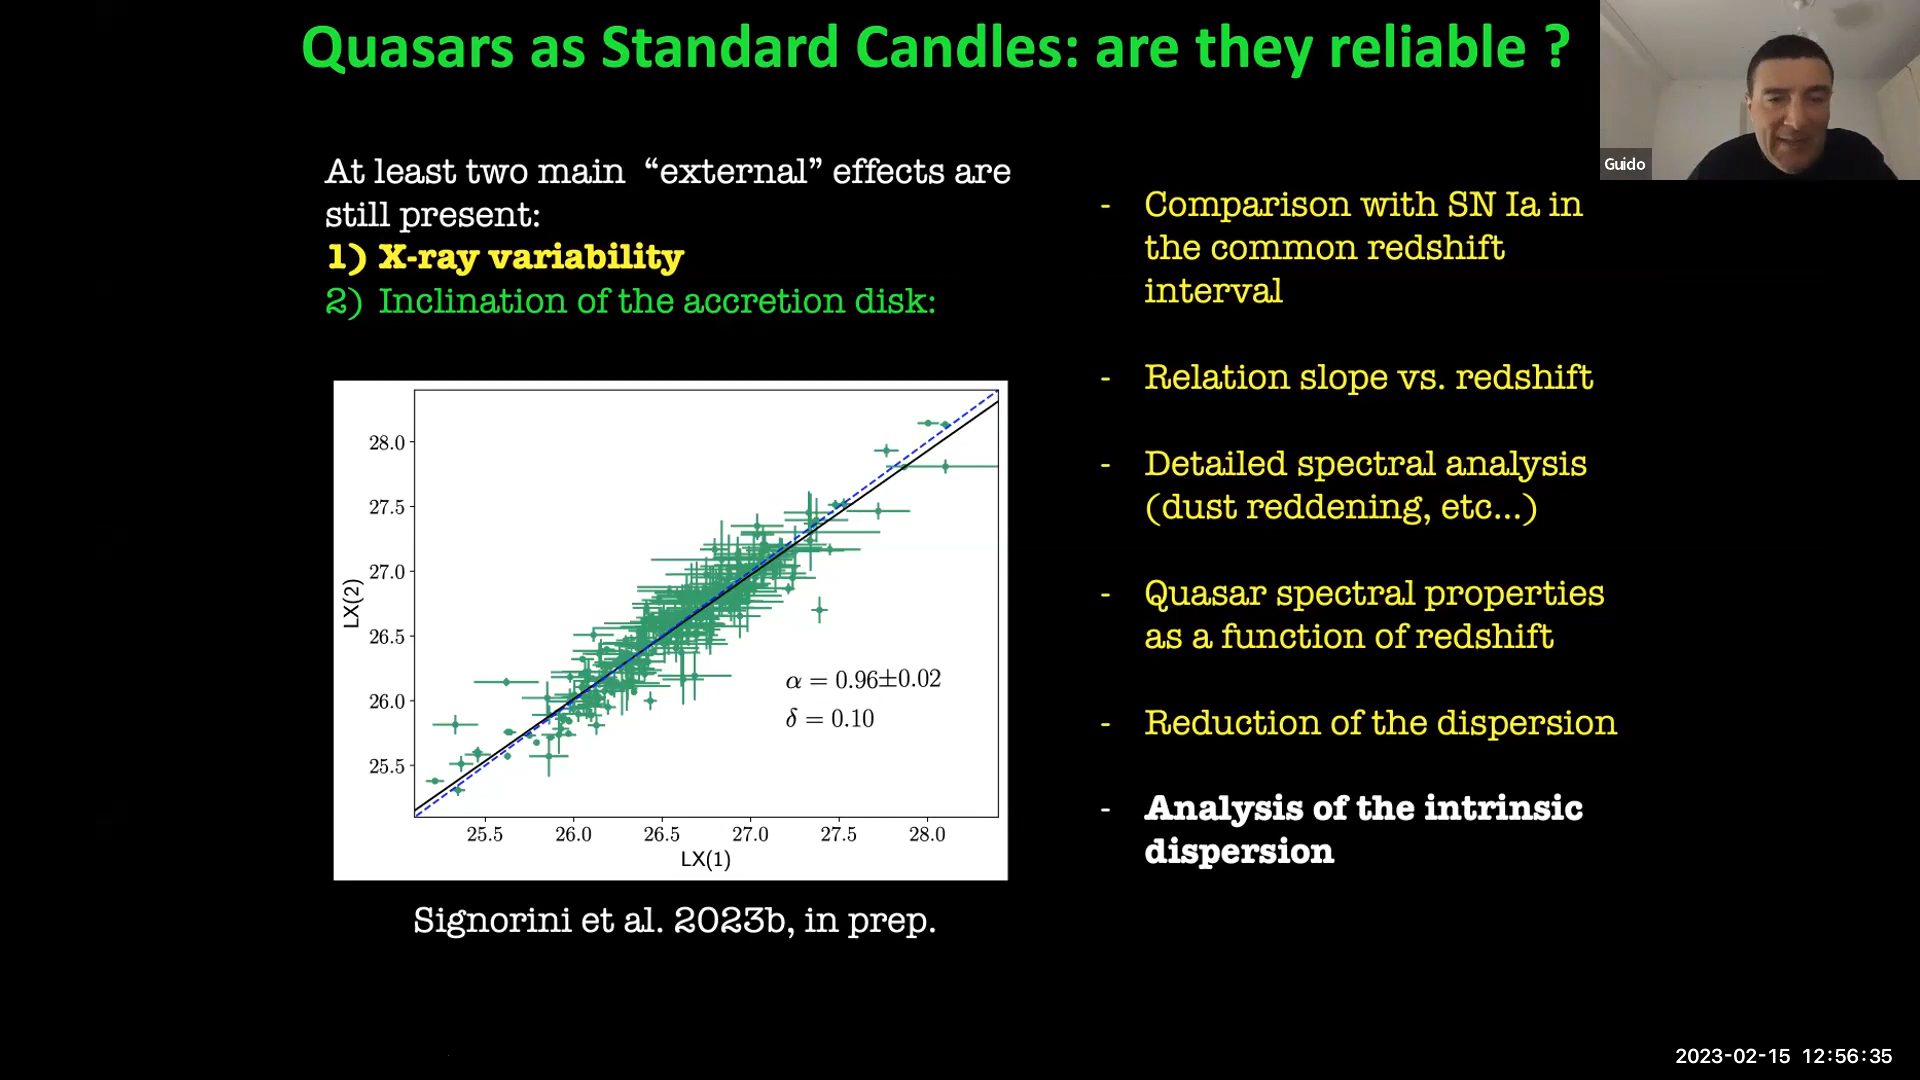 Quasars as Standard Candles: are they reliable ?
Guido
At least two main “external” effects are
still present:
1) X-ray variability
2) Inclination of the accretion disk:
28.0
27.5
27.0
26.5
26.0
25.5
LX(2)
α = 0.96±0.02
δ = 0.10
25.5 26.0 26.5 27.0 27.5 28.0
LX(1)
Signorini et al. 2023b, in prep.
- Comparison with SN Ia in
the common redshift
interval
- Relation slope vs. redshift
- Detailed spectral analysis
(dust reddening, etc…)
- Quasar spectral properties
as a function of redshift
- Reduction of the dispersion
- Analysis of the intrinsic
dispersion
2023-02-15 12:56:35